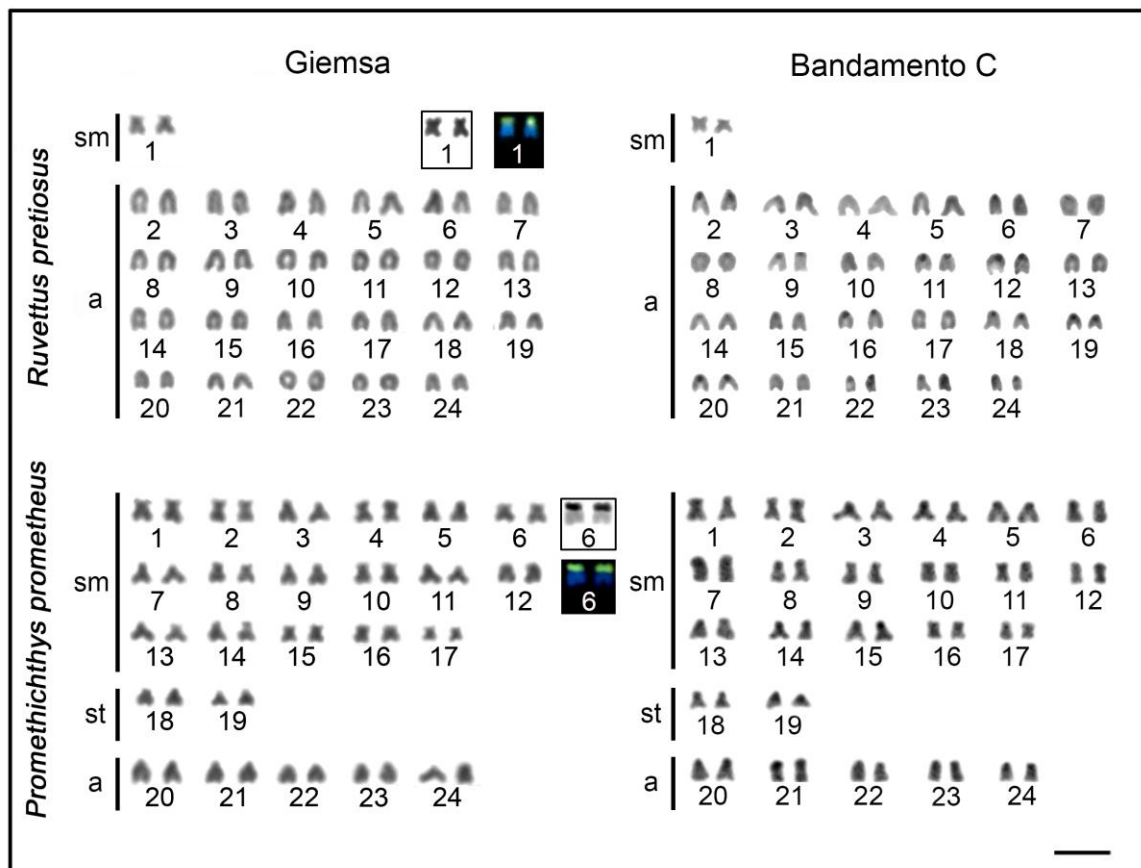 Giemsa
Bandamento C
Ruvettus pretiosus
sm
1
1
1
sm
1
a
2 3 4 5 6 7
8 9 10 11 12 13
14 15 16 17 18 19
20 21 22 23 24
a
2 3 4 5 6 7
8 9 10 11 12 13
14 15 16 17 18 19
20 21 22 23 24
Promethichthys prometheus
sm
1 2 3 4 5 6 6
7 8 9 10 11 12 6
13 14 15 16 17
sm
1 2 3 4 5 6
7 8 9 10 11 12
13 14 15 16 17
st
18 19
st
18 19
a
20 21 22 23 24
a
20 21 22 23 24